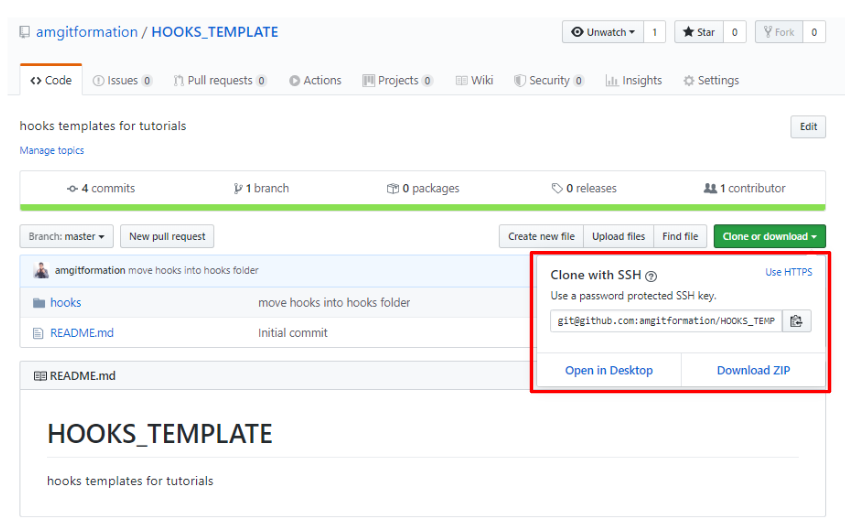 amgitformation / HOOKS_TEMPLATE
Unwatch 1 Star 0 Fork 0
Code Issues 0 Pull requests 0 Actions Projects 0 Wiki Security 0 Insights Settings
hooks templates for tutorials
Edit
Manage topics
4 commits 1 branch 0 packages 0 releases 1 contributor
Branch: master New pull request Create new file Upload files Find file Clone or download
amgitformation move hooks into hooks folder
hooks move hooks into hooks folder
README.md Initial commit
Clone with SSH Use HTTPS
Use a password protected SSH key.
git@github.com:amgitformation/HOOKS_TEMP
Open in Desktop Download ZIP
README.md
HOOKS_TEMPLATE
hooks templates for tutorials